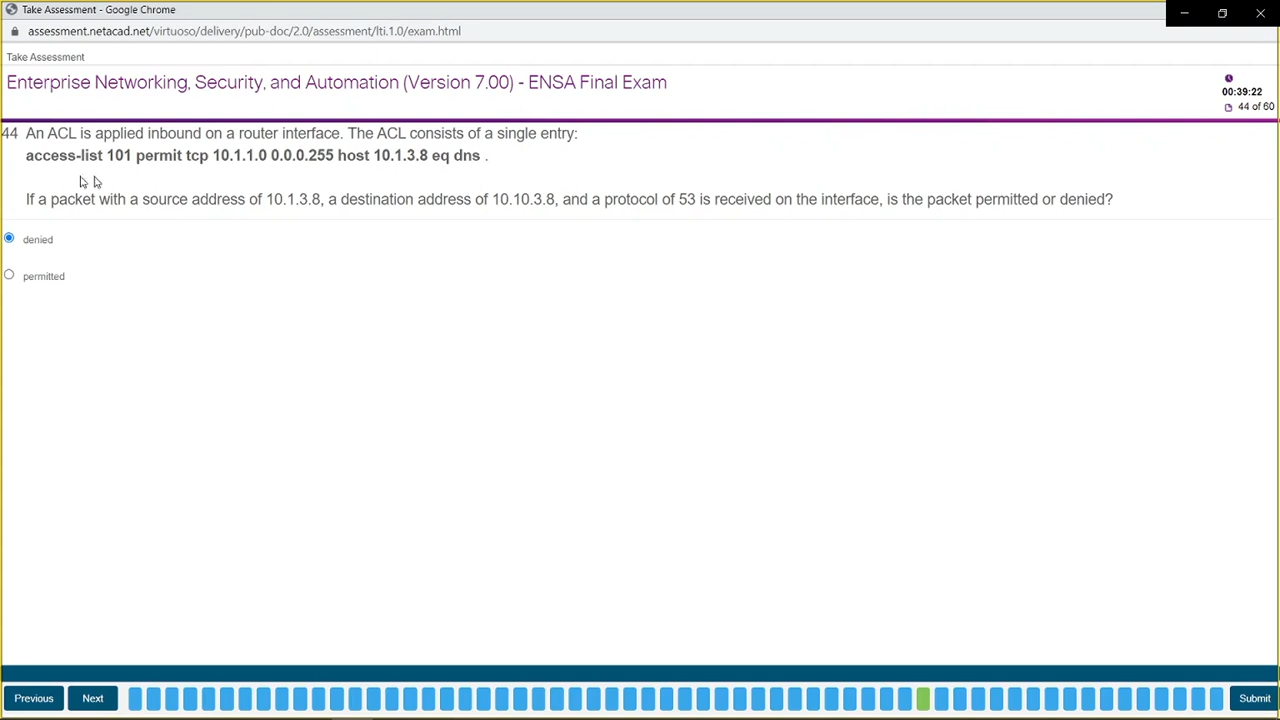 Take Assessment - Google Chrome
assessment.netacad.net/virtuoso/delivery/pub-doc/2.0/assessment/lti.1.0/exam.html
Take Assessment
Enterprise Networking, Security, and Automation (Version 7.00) - ENSA Final Exam
00:39:22
44 of 60
44 An ACL is applied inbound on a router interface. The ACL consists of a single entry:
access-list 101 permit tcp 10.1.1.0 0.0.0.255 host 10.1.3.8 eq dns .
If a packet with a source address of 10.1.3.8, a destination address of 10.10.3.8, and a protocol of 53 is received on the interface, is the packet permitted or denied?
denied
permitted
Previous Next Submit